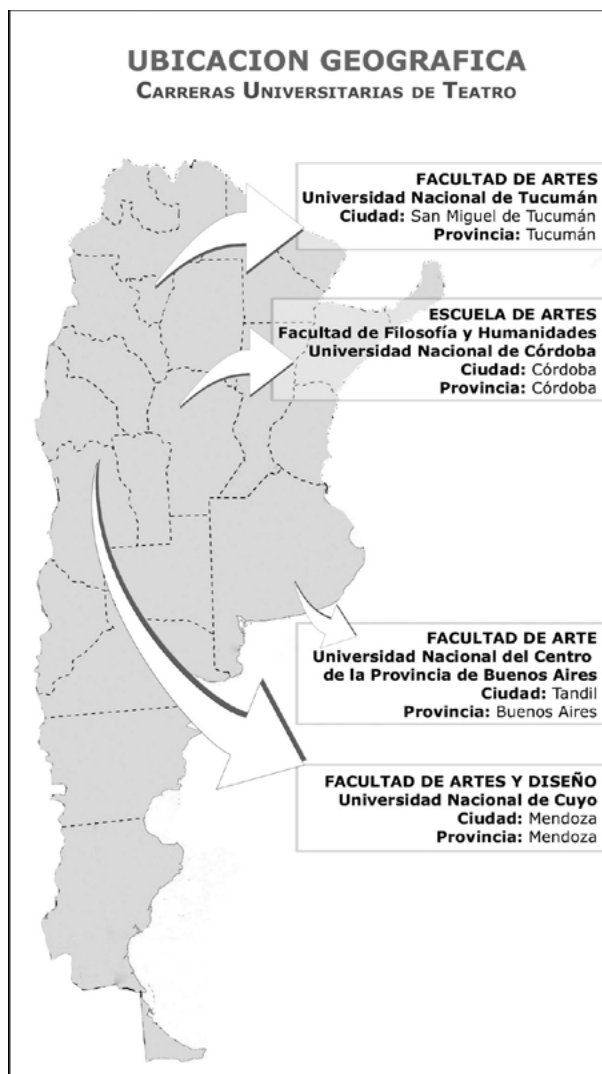 UBICACION GEOGRAFICA
CARRERAS UNIVERSITARIAS DE TEATRO
FACULTAD DE ARTES
Universidad Nacional de Tucumán
Ciudad: San Miguel de Tucumán
Provincia: Tucumán
ESCUELA DE ARTES
Facultad de Filosofía y Humanidades
Universidad Nacional de Córdoba
Ciudad: Córdoba
Provincia: Córdoba
FACULTAD DE ARTE
Universidad Nacional del Centro
de la Provincia de Buenos Aires
Ciudad: Tandil
Provincia: Buenos Aires
FACULTAD DE ARTES Y DISEÑO
Universidad Nacional de Cuyo
Ciudad: Mendoza
Provincia: Mendoza